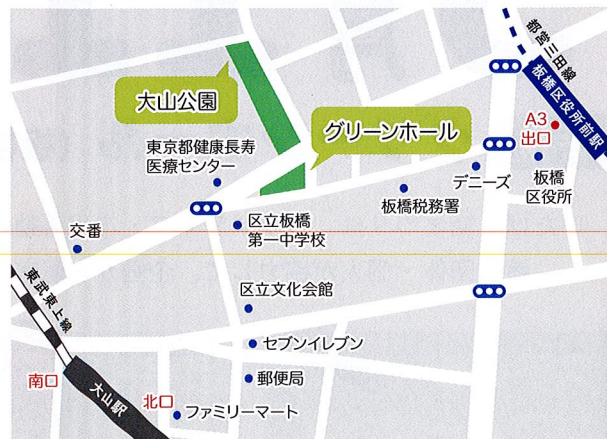 都営三田線
板橋区役所前駅
大山公園
A3
出口
グリーンホール
東京都健康長寿
医療センター
デニーズ
板橋
区役所
板橋税務署
区立板橋
第一中学校
交番
東武東上線
区立文化会館
セブンイレブン
南口
大山駅
北口
郵便局
ファミリーマート